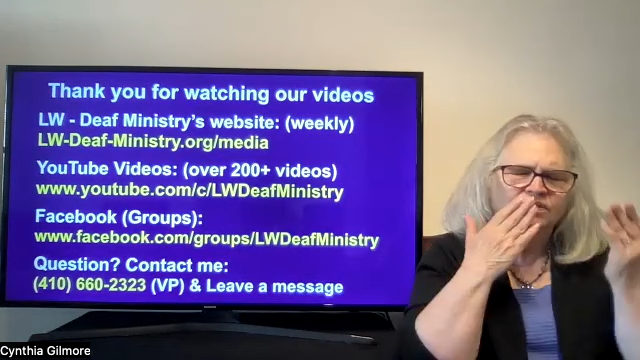 Thank you for watching our videos
LW - Deaf Ministry's website: (weekly)
LW-Deaf-Ministry.org/media
YouTube Videos: (over 200+ videos)
www.youtube.com/c/LWDeafMinistry
Facebook (Groups):
www.facebook.com/groups/LWDeafMinistry
Question? Contact me:
(410) 660-2323 (VP) & Leave a message
Cynthia Gilmore